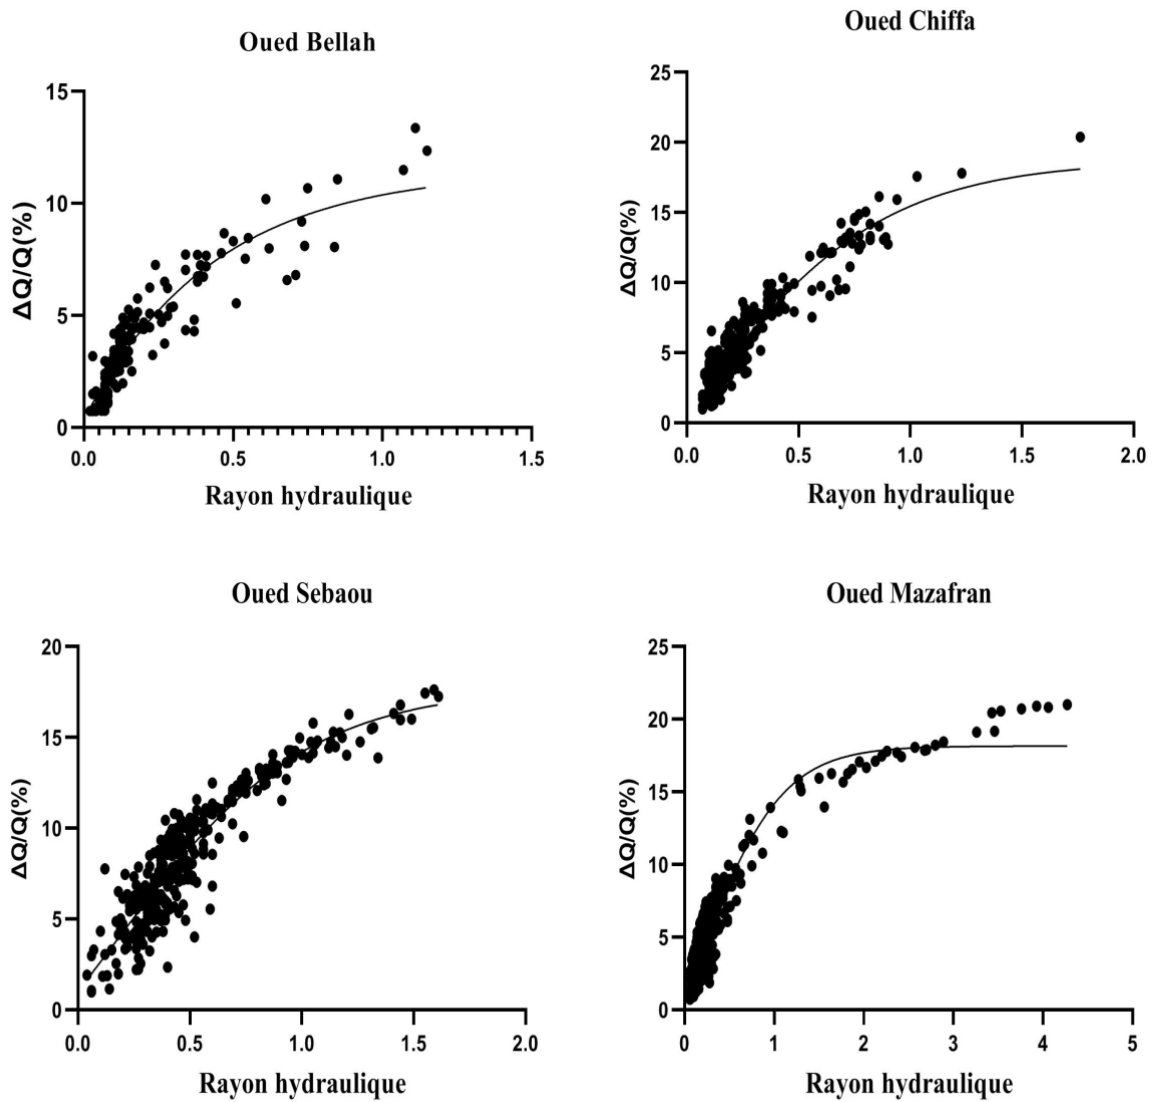 Oued Bellah
15
10
5
0
ΔQ/Q(%)
0.0 0.5 1.0 1.5
Rayon hydraulique
Oued Chiffa
25
20
15
10
5
0
ΔQ/Q(%)
0.0 0.5 1.0 1.5 2.0
Rayon hydraulique
Oued Sebaou
20
15
10
5
0
ΔQ/Q(%)
0.0 0.5 1.0 1.5 2.0
Rayon hydraulique
Oued Mazafran
25
20
15
10
5
0
ΔQ/Q(%)
0 1 2 3 4 5
Rayon hydraulique